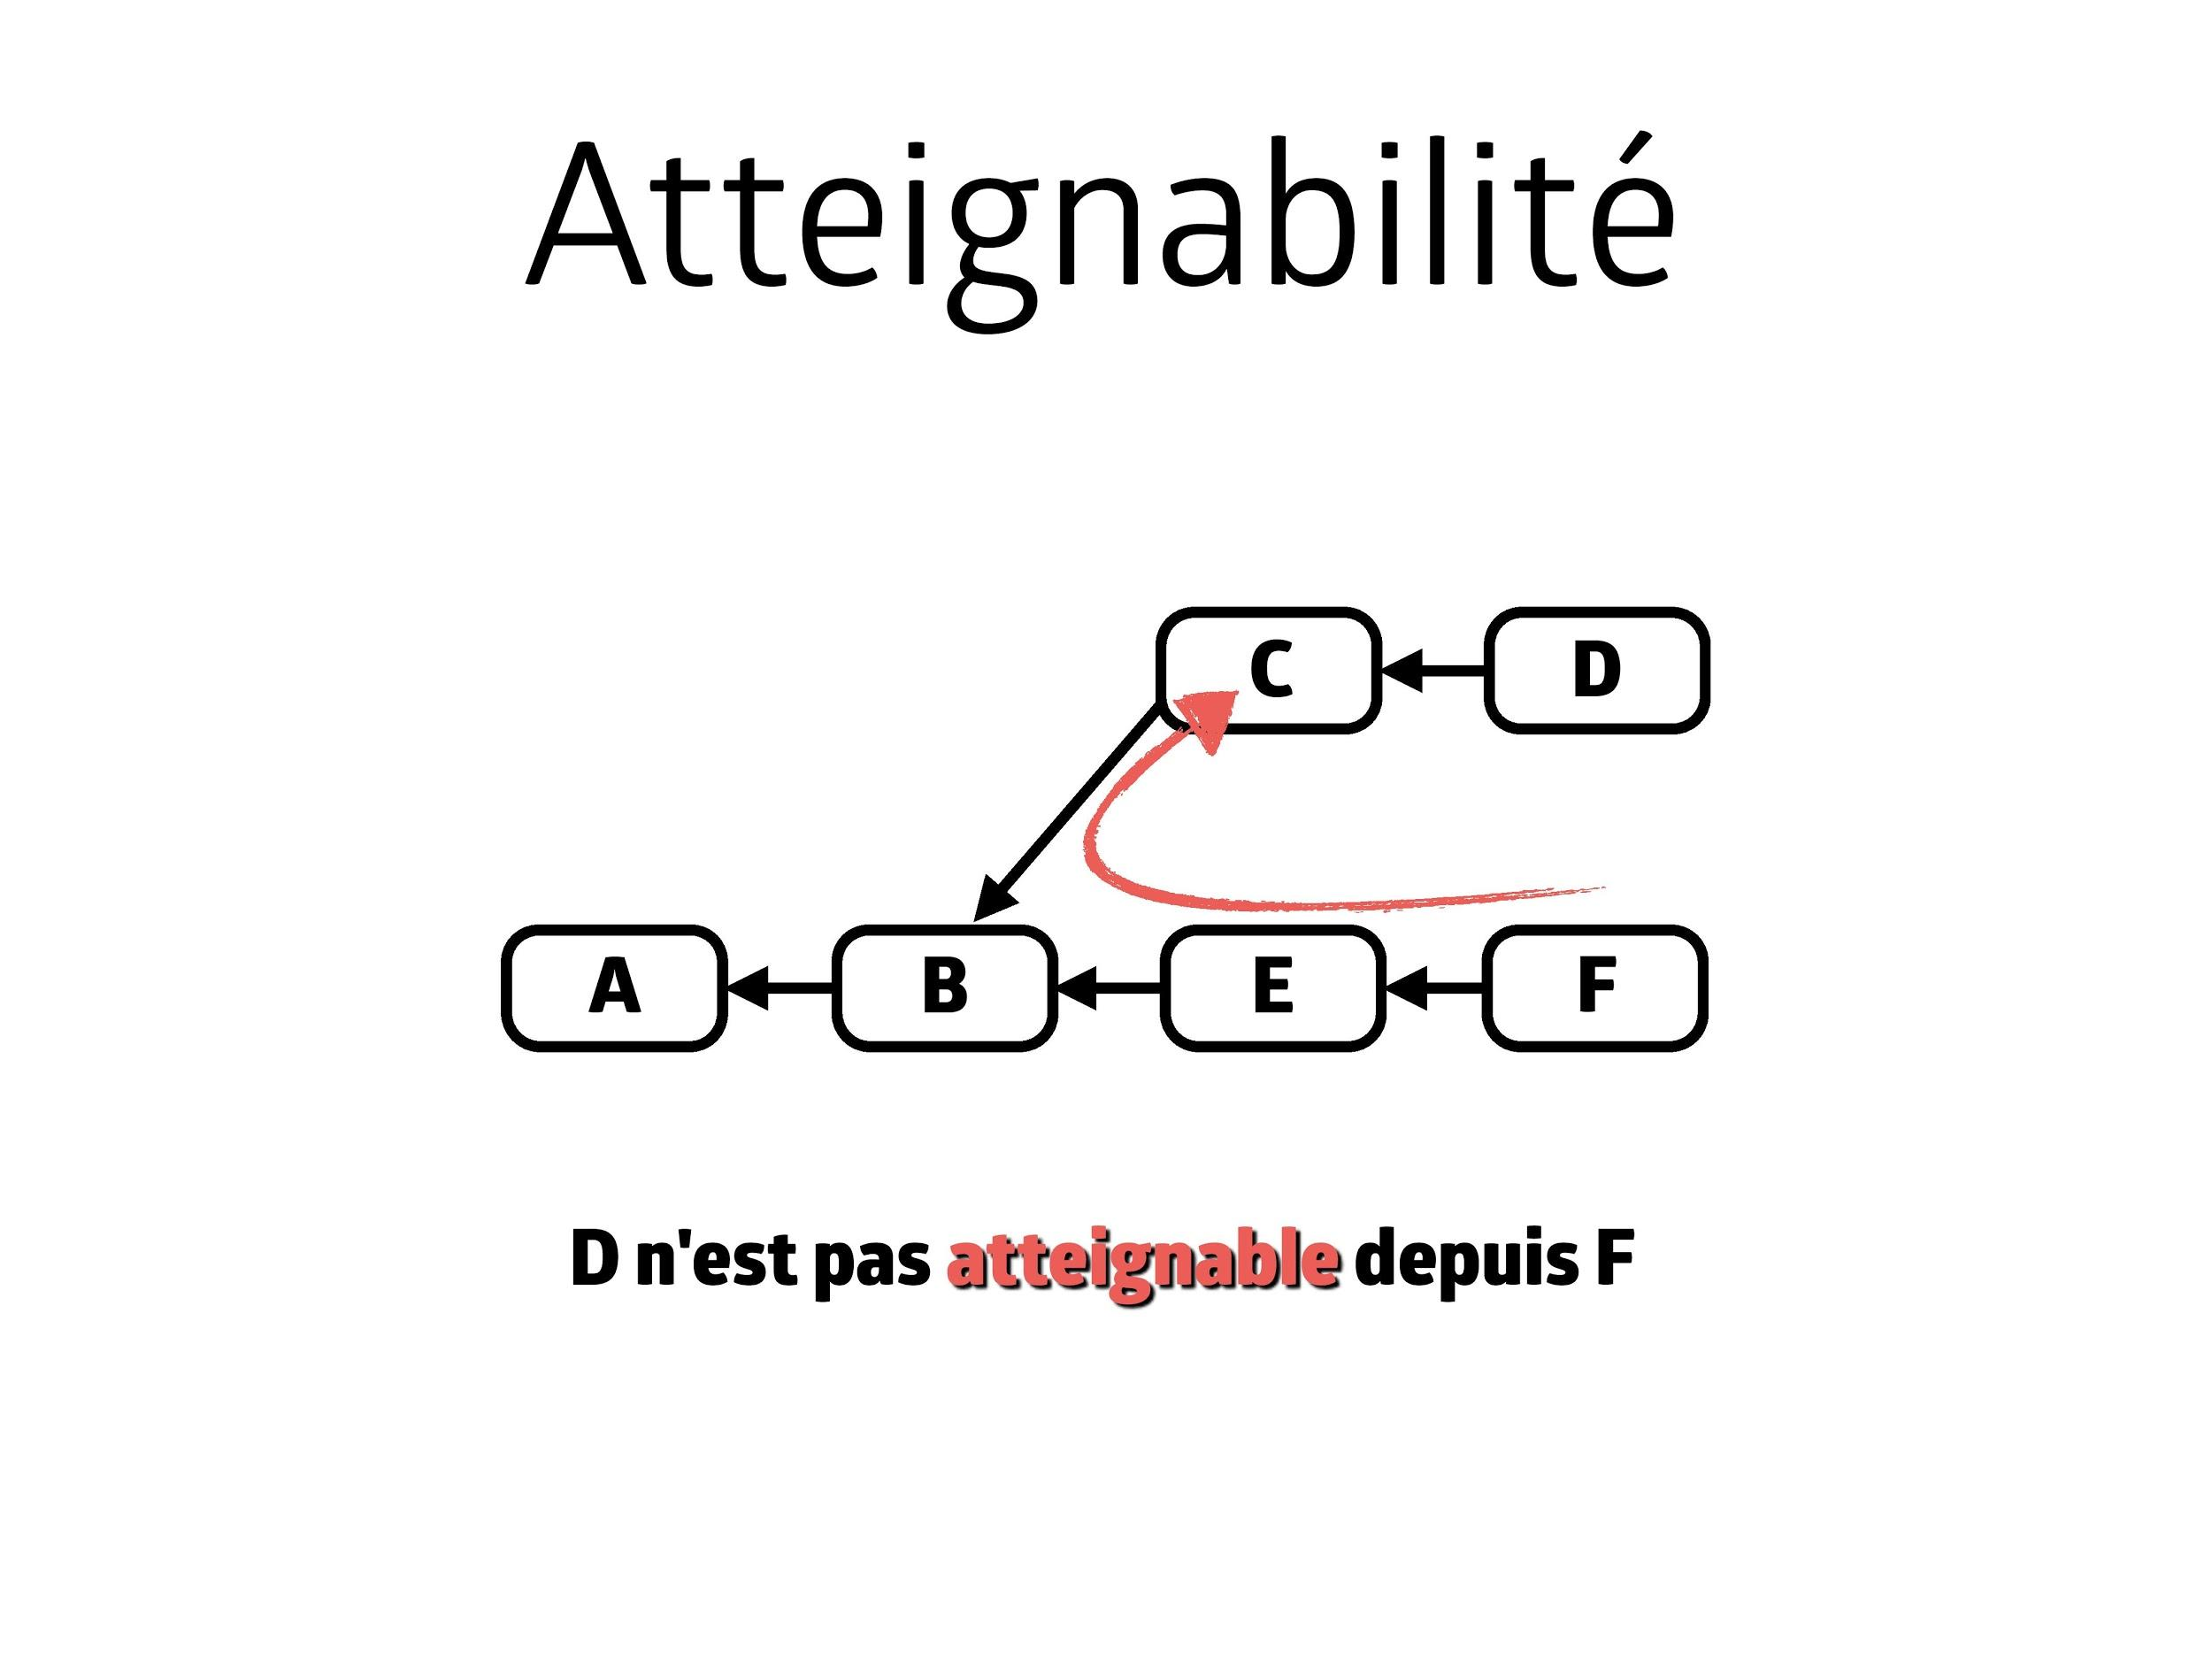 Atteignabilité
C
D
A
B
E
F
D n'est pas atteignable depuis F